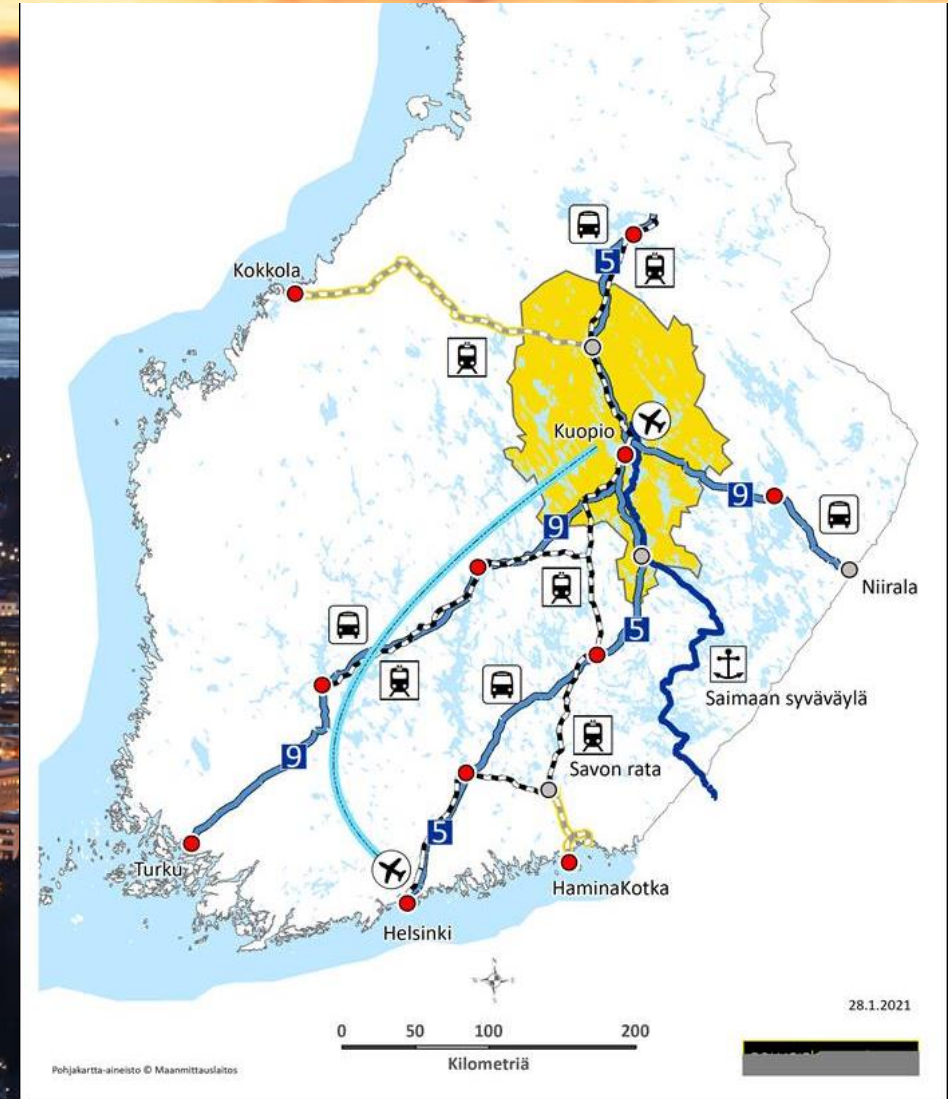 5
Kokkola
Kuopio
9
9
Niirala
5
Saimaan syväväylä
9
Savon rata
5
Turku
HaminaKotka
Helsinki
28.1.2021
0 50 100 200
Kilometriä
Pohjakartta-aineisto © Maanmittauslaitos